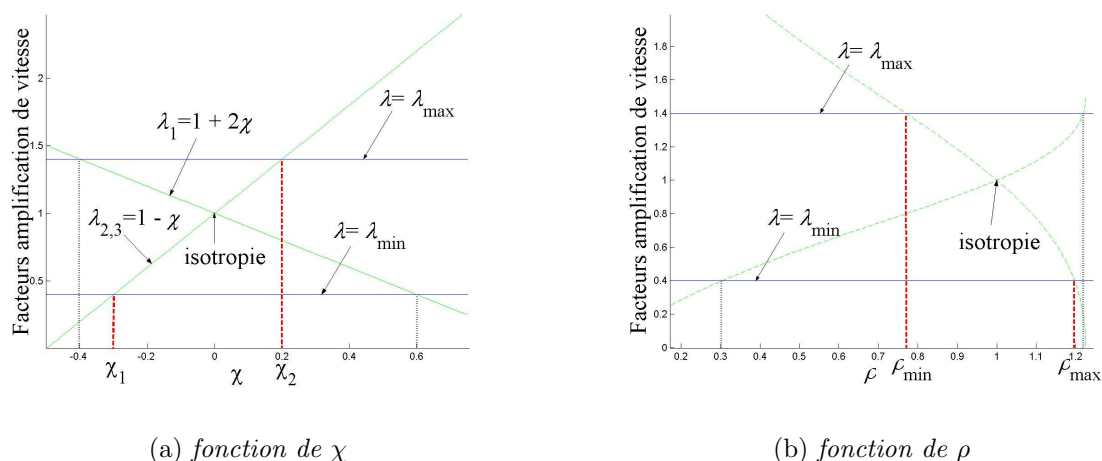 Facteurs amplification de vitesse
2
1.5
1
0.5
-0.4
-0.2
0
0.2
0.4
0.6
χ
χ₁
χ₂
λ₁=1 + 2χ
λ₂,₃=1 - χ
λ= λmax
λ= λmin
isotropie
(a) fonction de χ
Facteurs amplification de vitesse
1.8
1.6
1.4
1.2
1
0.8
0.6
0.4
0.2
0
0.2
0.3
0.4
0.5
0.6
0.7
0.8
0.9
1
1.1
1.2
ρ
ρmin
ρmax
λ= λmax
λ= λmin
isotropie
(b) fonction de ρ